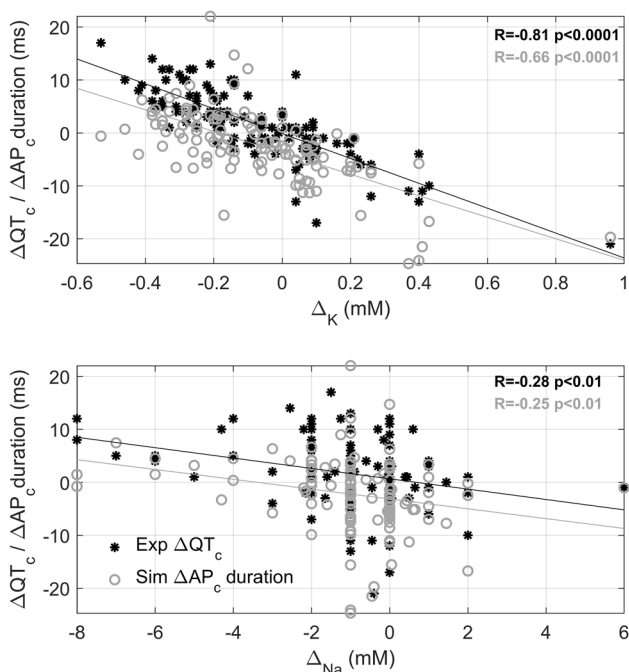 R=-0.81 p<0.0001
R=-0.66 p<0.0001
20
10
0
-10
-20
ΔQTc / ΔAPc duration (ms)
-0.6 -0.4 -0.2 0.0 0.2 0.4 0.6 0.8 1
ΔK (mM)
R=-0.28 p<0.01
R=-0.25 p<0.01
20
10
0
-10
-20
ΔQTc / ΔAPc duration (ms)
Exp ΔQTc
Sim ΔAPc duration
-8 -6 -4 -2 0 2 4 6
ΔNa (mM)